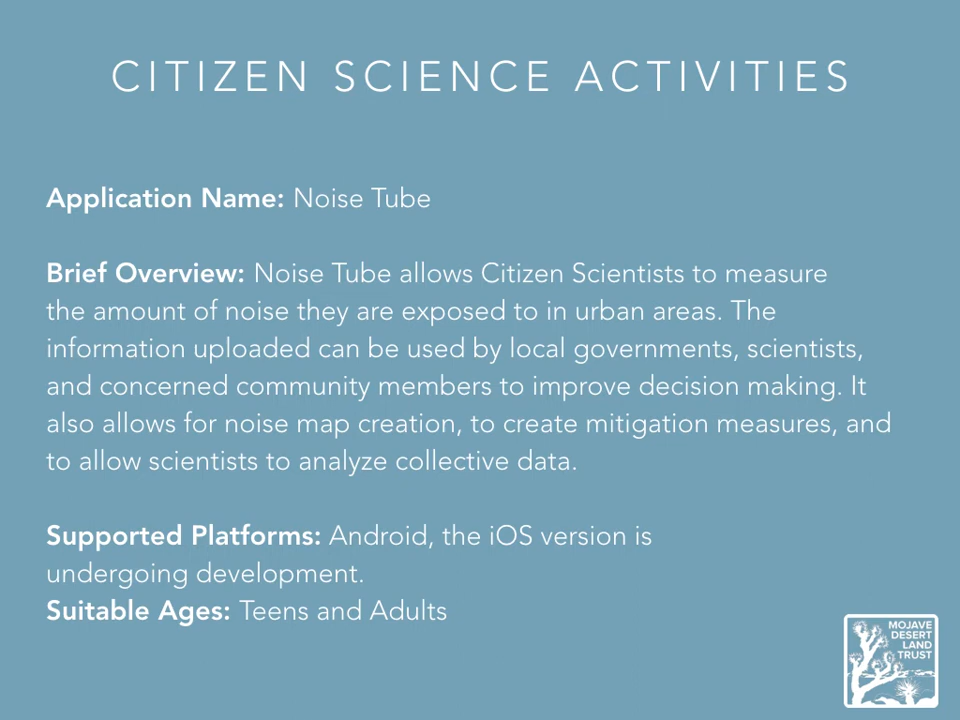 CITIZEN SCIENCE ACTIVITIES
Application Name: Noise Tube
Brief Overview: Noise Tube allows Citizen Scientists to measure
the amount of noise they are exposed to in urban areas. The
information uploaded can be used by local governments, scientists,
and concerned community members to improve decision making. It
also allows for noise map creation, to create mitigation measures, and
to allow scientists to analyze collective data.
Supported Platforms: Android, the iOS version is
undergoing development.
Suitable Ages: Teens and Adults
MOJAVE
DESERT
LAND
TRUST